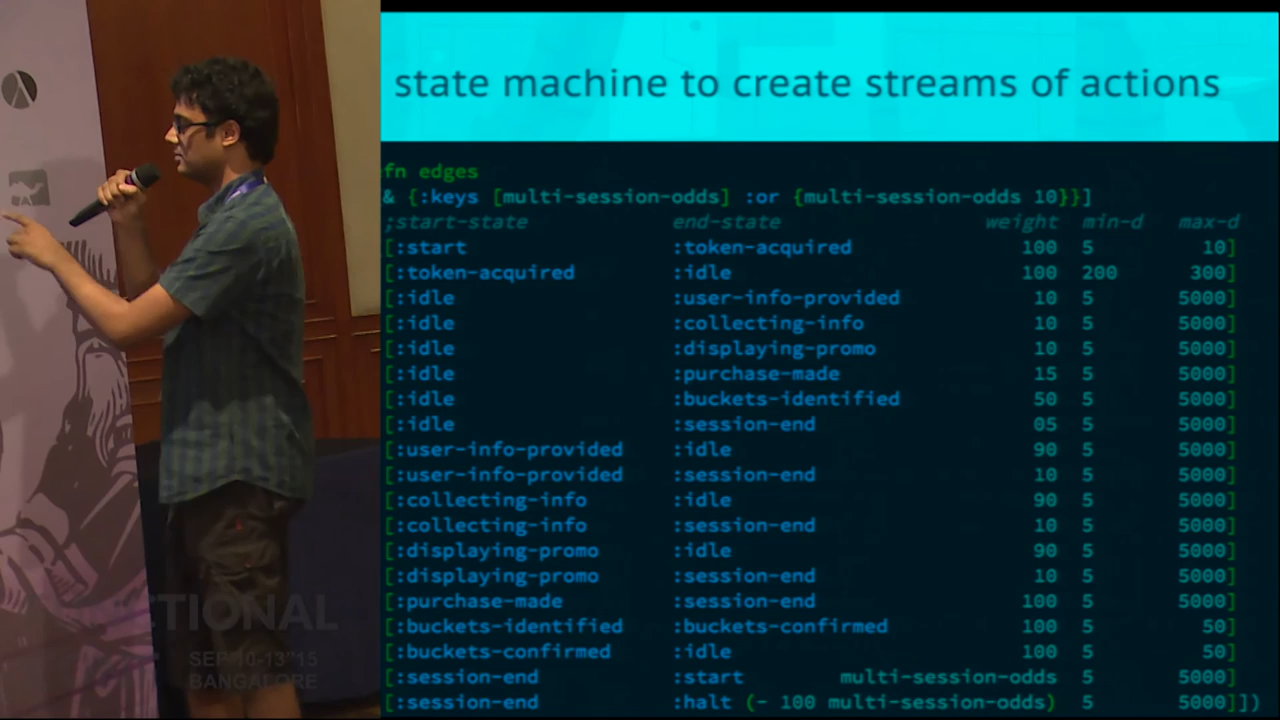 state machine to create streams of actions
fn edges
& {:keys [multi-session-odds] :or {multi-session-odds 10}}]
;start-state end-state weight min-d max-d
[:start :token-acquired 100 5 10]
[:token-acquired :idle 100 200 300]
[:idle :user-info-provided 10 5 5000]
[:idle :collecting-info 10 5 5000]
[:idle :displaying-promo 10 5 5000]
[:idle :purchase-made 15 5 5000]
[:idle :buckets-identified 50 5 5000]
[:idle :session-end 05 5 5000]
[:user-info-provided :idle 90 5 5000]
[:user-info-provided :session-end 10 5 5000]
[:collecting-info :idle 90 5 5000]
[:collecting-info :session-end 10 5 5000]
[:displaying-promo :idle 90 5 5000]
[:displaying-promo :session-end 10 5 5000]
[:purchase-made :session-end 100 5 5000]
[:buckets-identified :buckets-confirmed 100 5 50]
[:buckets-confirmed :idle 100 5 50]
[:session-end :start multi-session-odds 5 5000]
[:session-end :halt (- 100 multi-session-odds) 5 5000]])
CTIONAL
SEP 10-13"15
BANGALORE